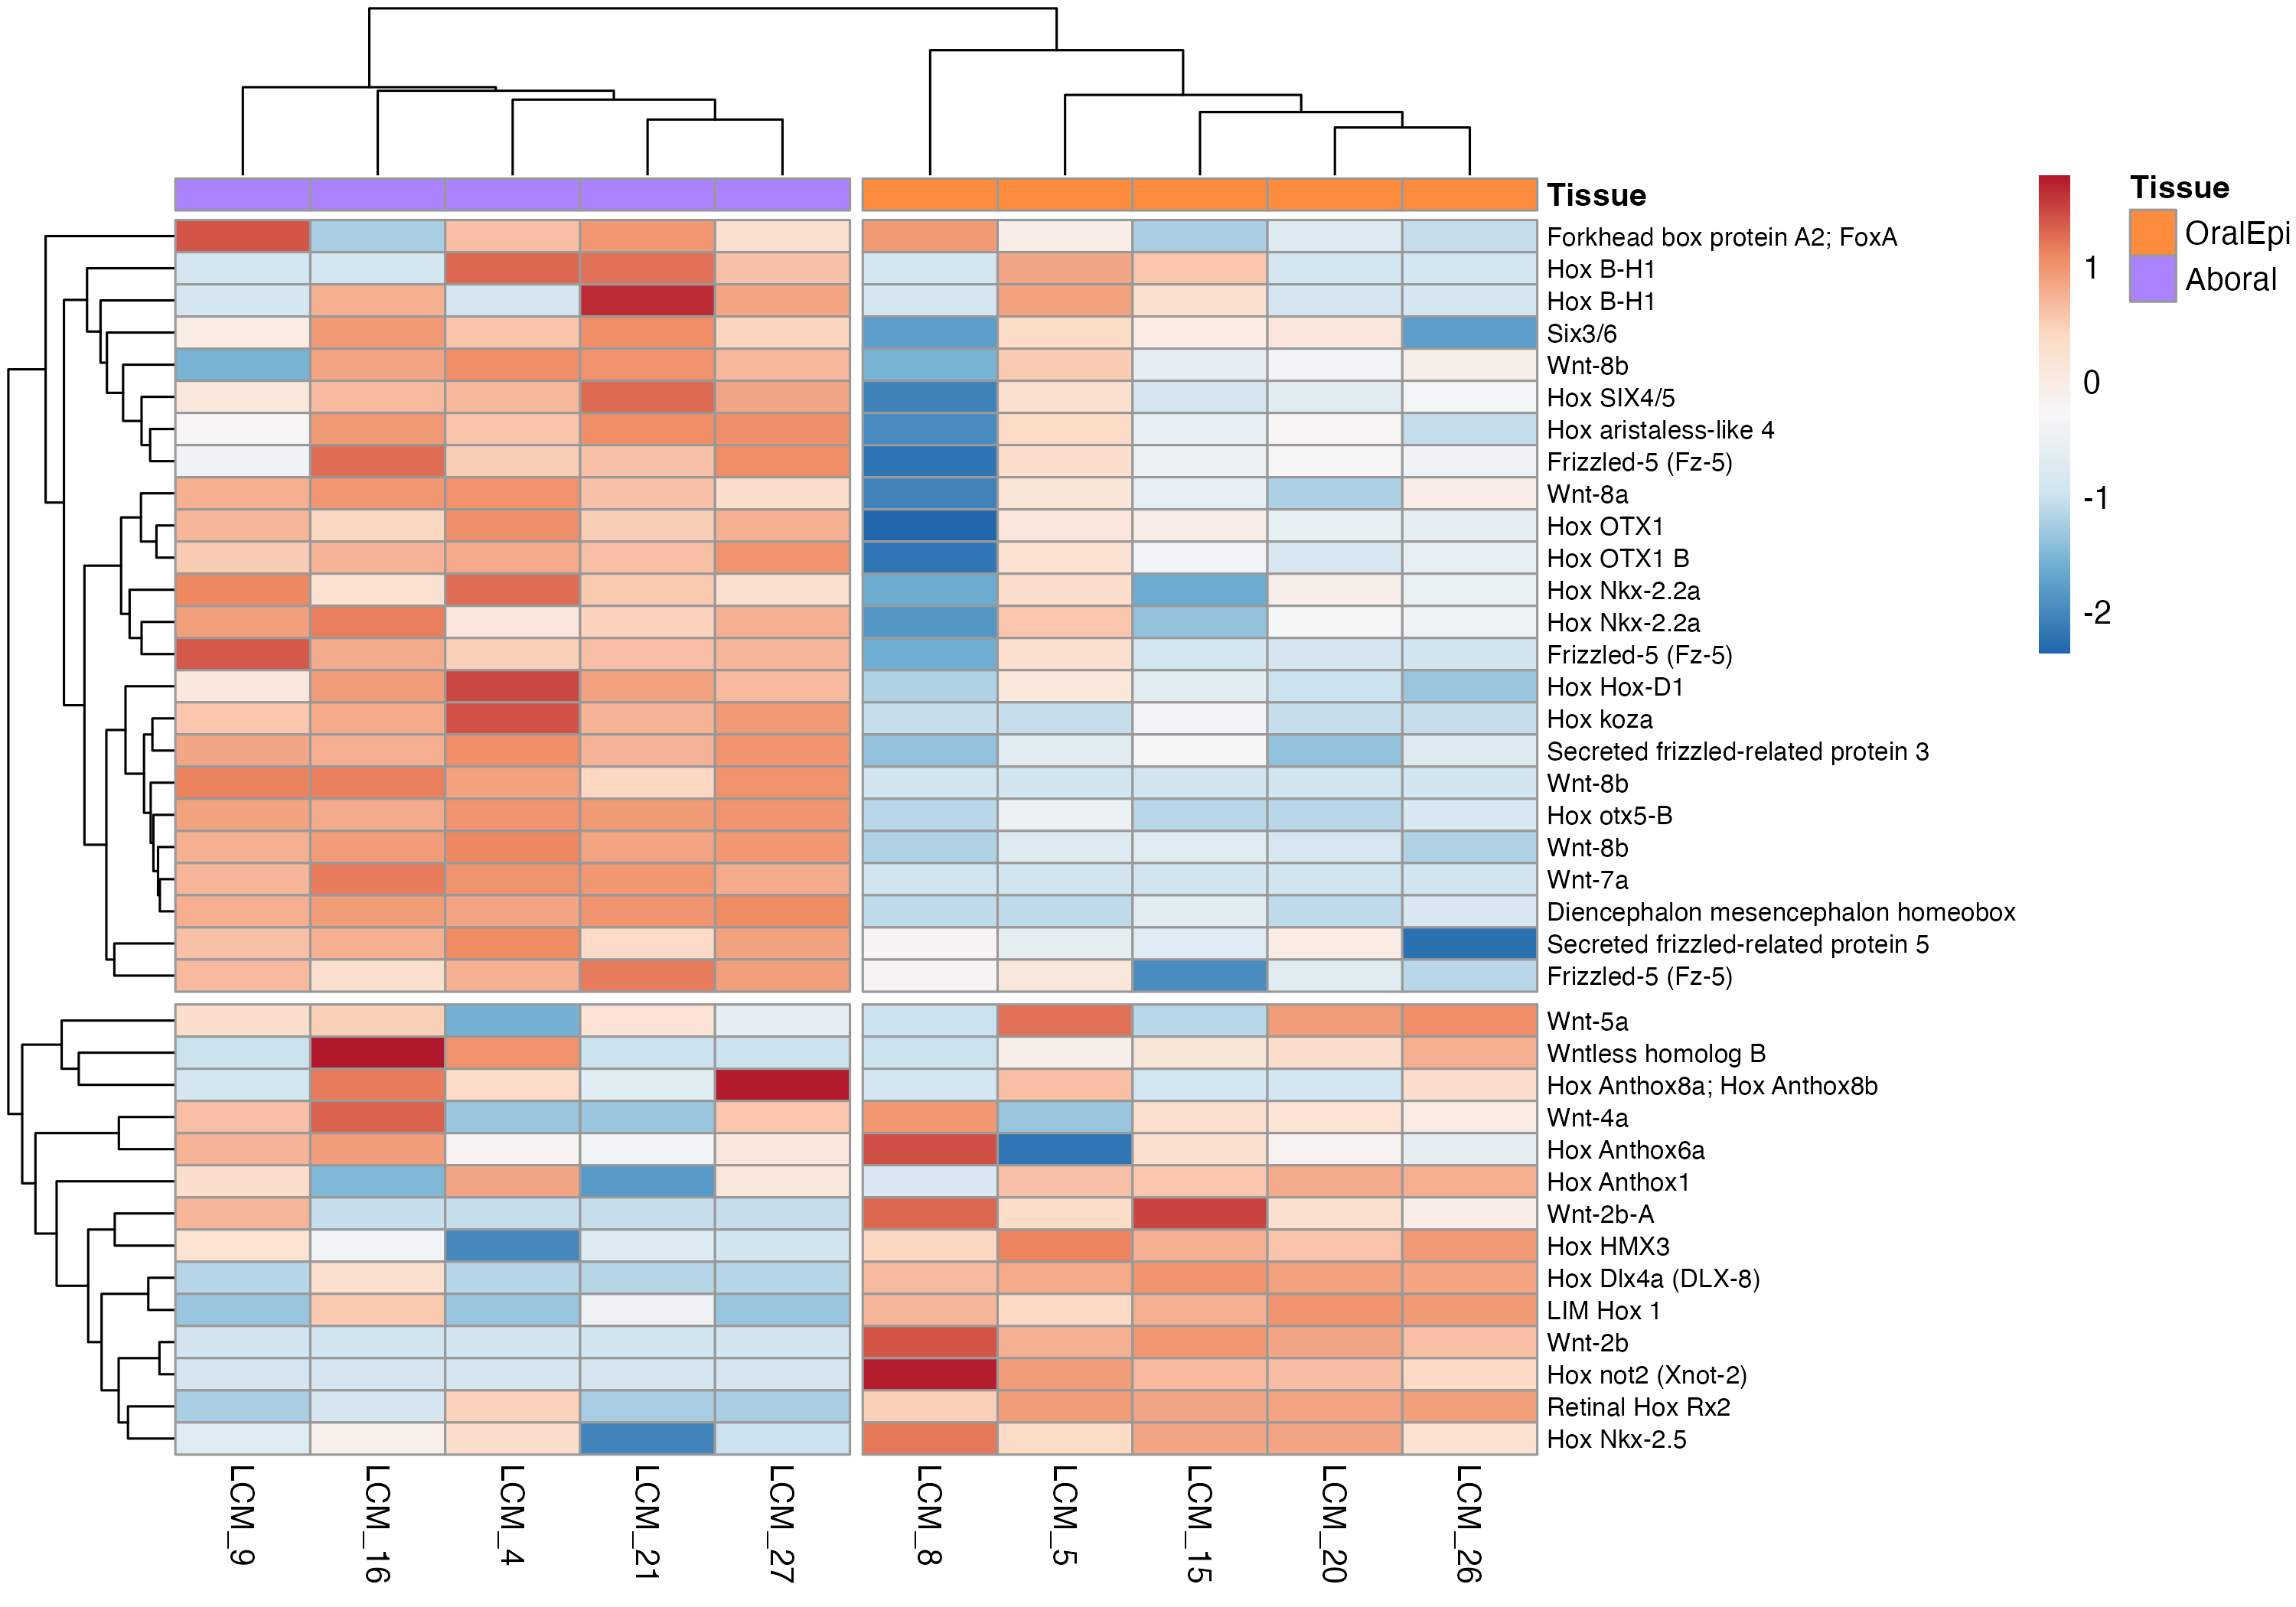 Tissue
Forkhead box protein A2; FoxA
Hox B-H1
Hox B-H1
Six3/6
Wnt-8b
Hox SIX4/5
Hox aristaless-like 4
Frizzled-5 (Fz-5)
Wnt-8a
Hox OTX1
Hox OTX1 B
Hox Nkx-2.2a
Hox Nkx-2.2a
Frizzled-5 (Fz-5)
Hox Hox-D1
Hox koza
Secreted frizzled-related protein 3
Wnt-8b
Hox otx5-B
Wnt-8b
Wnt-7a
Diencephalon mesencephalon homeobox
Secreted frizzled-related protein 5
Frizzled-5 (Fz-5)
Wnt-5a
Wntless homolog B
Hox Anthox8a; Hox Anthox8b
Wnt-4a
Hox Anthox6a
Hox Anthox1
Wnt-2b-A
Hox HMX3
Hox Dlx4a (DLX-8)
LIM Hox 1
Wnt-2b
Hox not2 (Xnot-2)
Retinal Hox Rx2
Hox Nkx-2.5
LCM_9
LCM_16
LCM_4
LCM_21
LCM_27
LCM_8
LCM_5
LCM_15
LCM_20
LCM_26
1
0
-1
-2
Tissue
OralEpi
Aboral